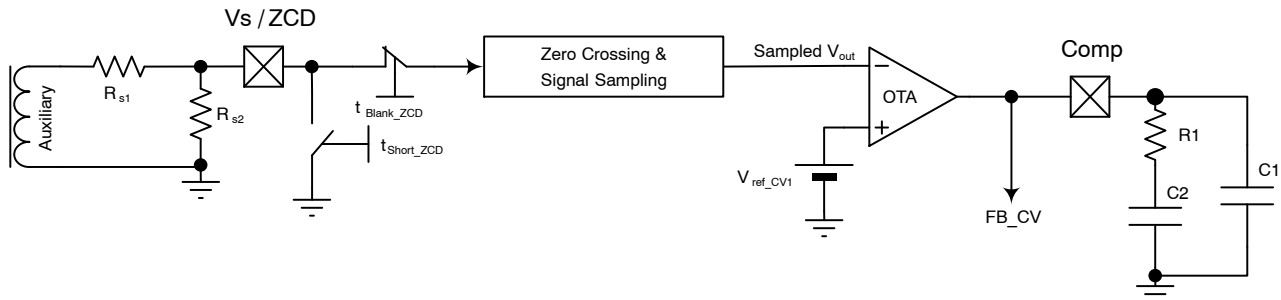 Vs / ZCD
Auxiliary
Rs1
Rs2
t Blank_ZCD
tShort_ZCD
Zero Crossing &
Signal Sampling
Sampled Vout
OTA
Vref_CV1
FB_CV
Comp
R1
C2
C1